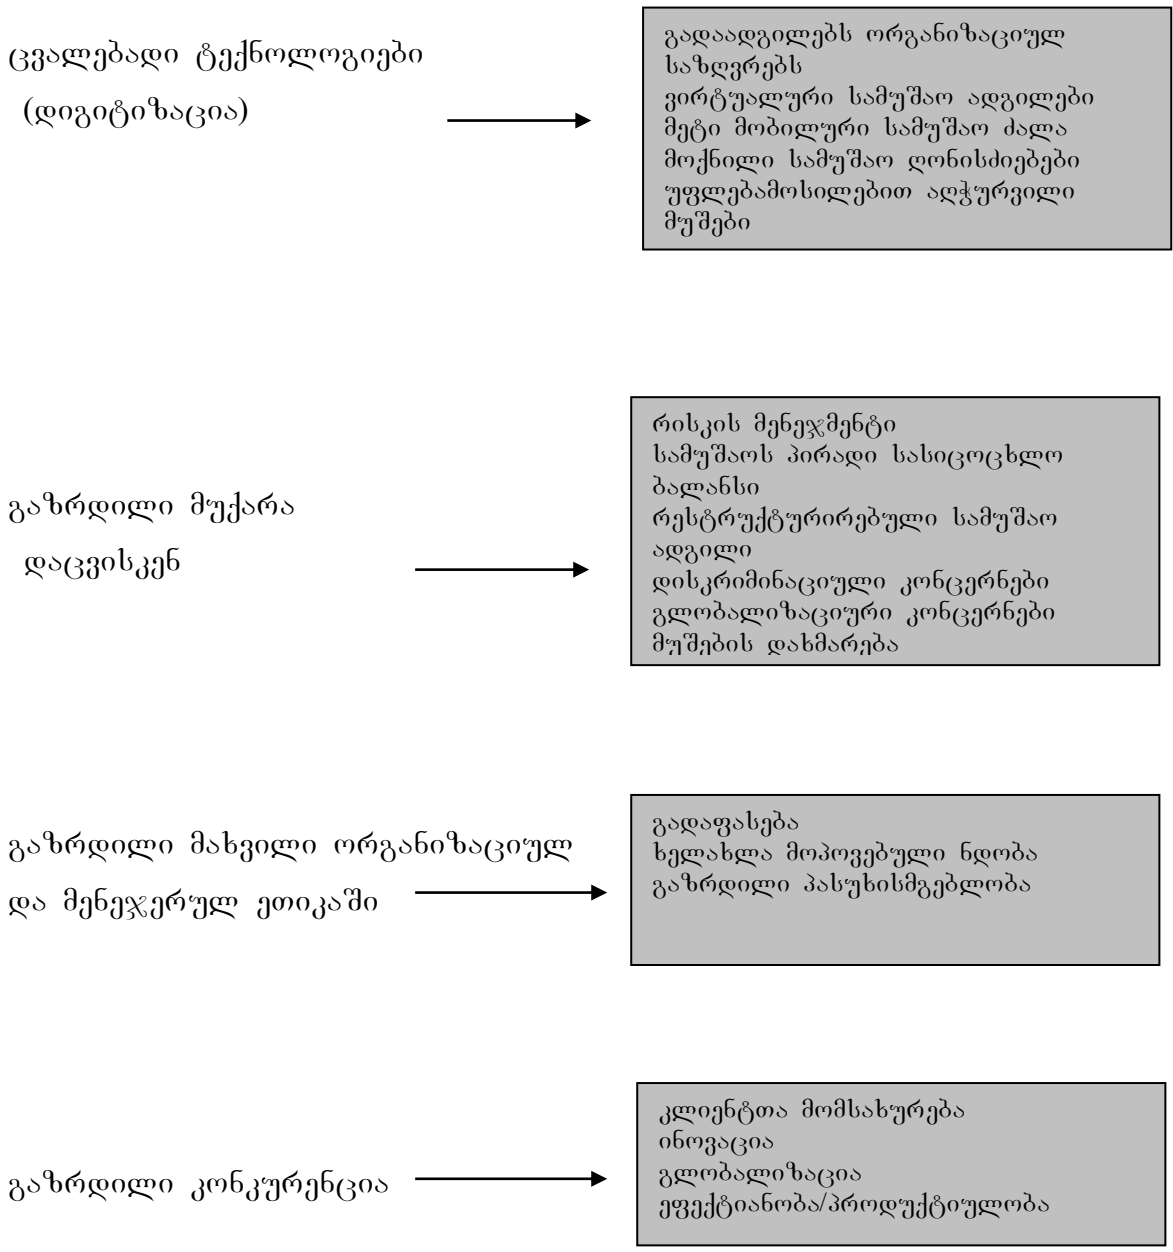 ცვალებადი ტექნოლოგიები
(დიგიტიზაცია)
გადაადგილებს ორგანიზაციულ
საზღვრებს
ვირტუალური სამუშაო ადგილები
მეტი მობილური სამუშაო ძალა
მოქნილი სამუშაო ღონისძიებები
უფლებამოსილებით აღჭურვილი
მუშები
გაზრდილი მუქარა
დაცვისკენ
რისკის მენეჯმენტი
სამუშაოს პირადი სასიცოცხლო
ბალანსი
რესტრუქტურირებული სამუშაო
ადგილი
დისკრიმინაციული კონცერნები
გლობალიზაციური კონცერნები
მუშების დახმარება
გაზრდილი მახვილი ორგანიზაციულ
და მენეჯერულ ეთიკაში
გადაფასება
ხელახლა მოპოვებული ნდობა
გაზრდილი პასუხისმგებლობა
გაზრდილი კონკურენცია
კლიენტთა მომსახურება
ინოვაცია
გლობალიზაცია
ეფექტიანობა/პროდუქტიულობა